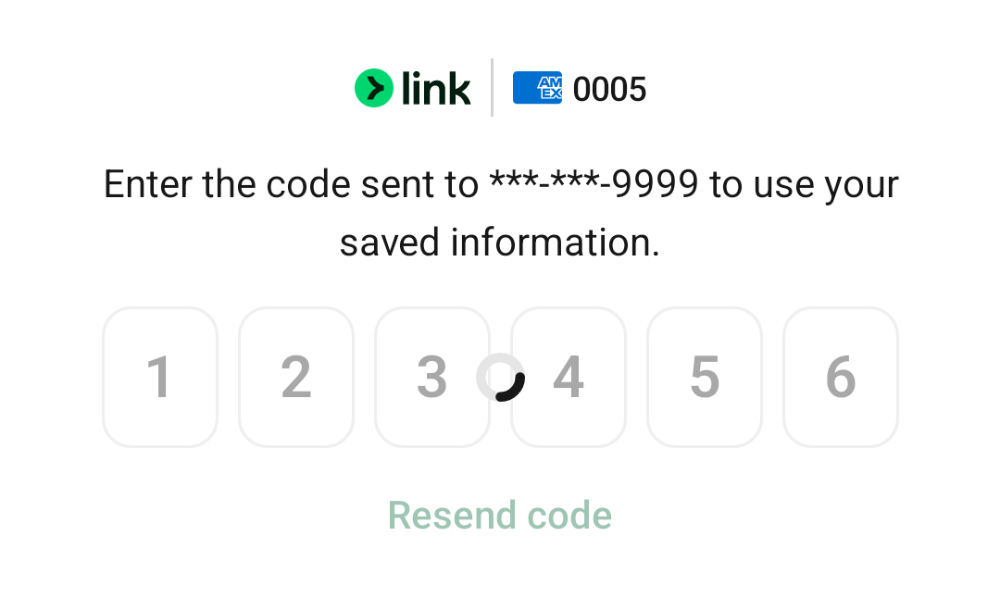 link AMEX 0005
Enter the code sent to ***-***-9999 to use your
saved information.
1 2 3 4 5 6
Resend code